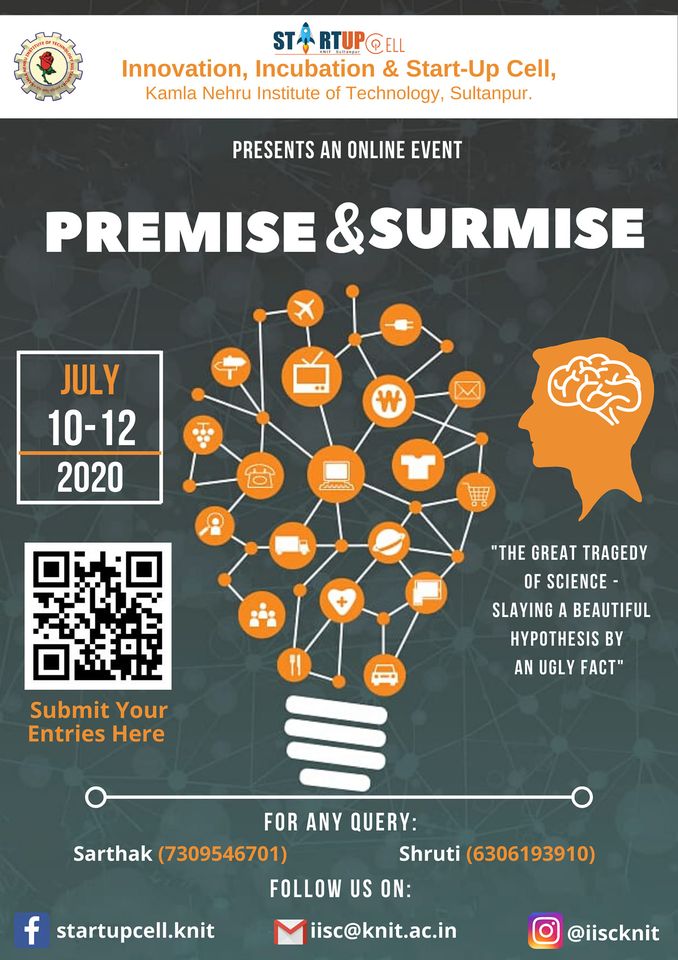 STARTUP CELL
KNIT Sultanpur
Innovation, Incubation & Start-Up Cell,
Kamla Nehru Institute of Technology, Sultanpur.
PRESENTS AN ONLINE EVENT
PREMISE & SURMISE
JULY
10-12
2020
"THE GREAT TRAGEDY
OF SCIENCE -
SLAYING A BEAUTIFUL
HYPOTHESIS BY
AN UGLY FACT"
Submit Your
Entries Here
FOR ANY QUERY:
Sarthak (7309546701) Shruti (6306193910)
FOLLOW US ON:
startupcell.knit iisc@knit.ac.in @iiscknit